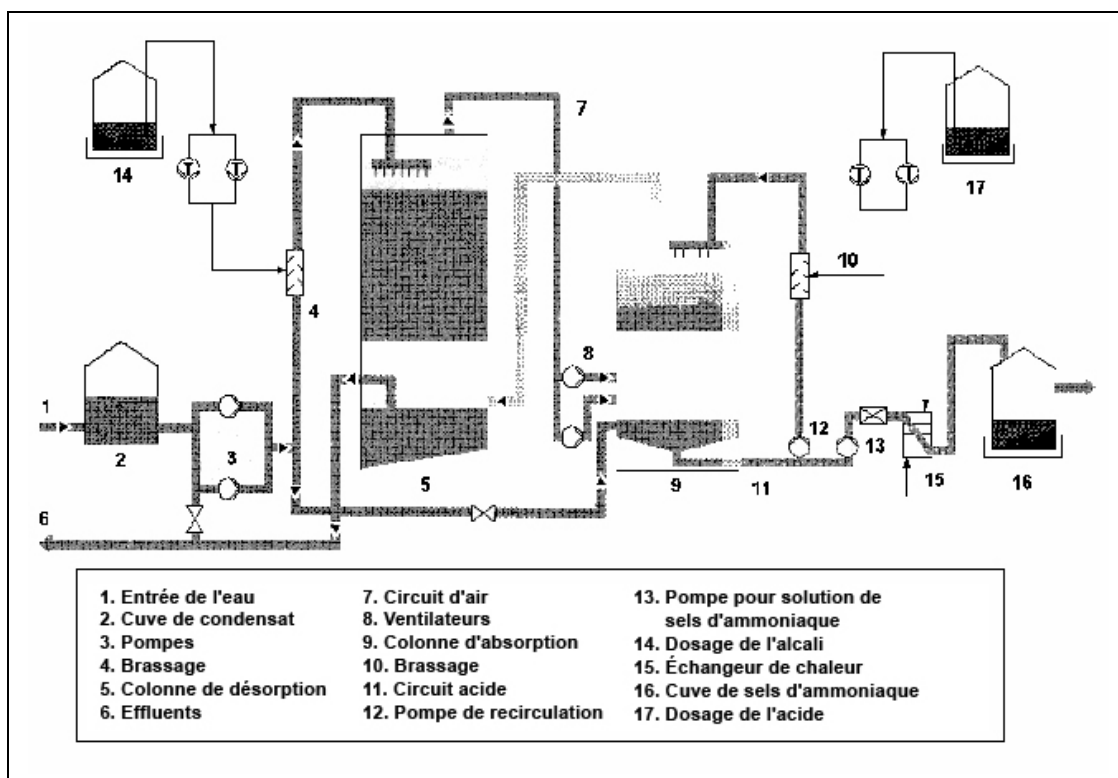 14
7
17
4
10
1
2
3
5
8
12
13
6
9
11
15
16
1. Entrée de l'eau
2. Cuve de condensat
3. Pompes
4. Brassage
5. Colonne de désorption
6. Effluents
7. Circuit d'air
8. Ventilateurs
9. Colonne d'absorption
10. Brassage
11. Circuit acide
12. Pompe de recirculation
13. Pompe pour solution de
sels d'ammoniaque
14. Dosage de l'alcali
15. Échangeur de chaleur
16. Cuve de sels d'ammoniaque
17. Dosage de l'acide